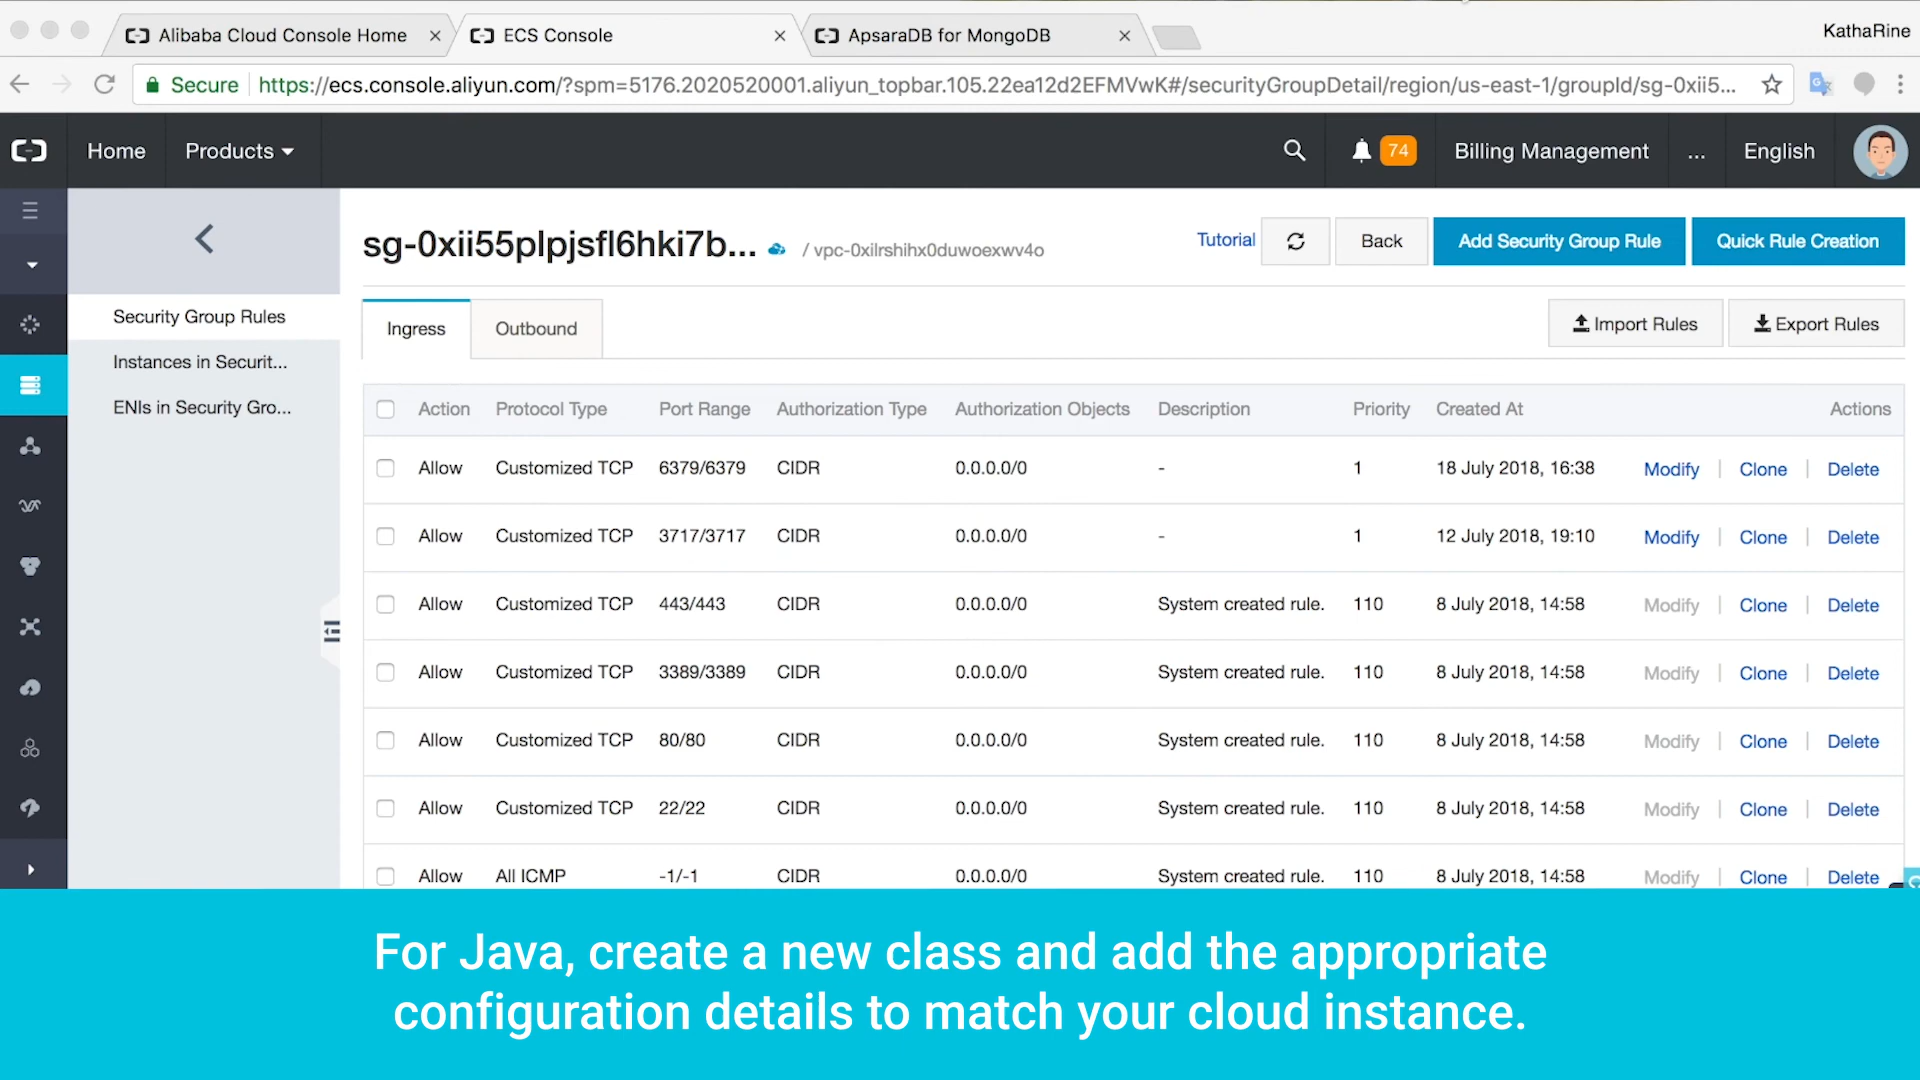 Alibaba Cloud Console Home
ECS Console
ApsaraDB for MongoDB
KathaRine
Secure https://ecs.console.aliyun.com/?spm=5176.2020520001.aliyun_topbar.105.22ea12d2EFMVwK#/securityGroupDetail/region/us-east-1/groupId/sg-0xii5...
Home Products 74 Billing Management ... English
sg-0xii55plpjsfl6hki7b... / vpc-0xilrshihx0duwoexwv4o Tutorial Back Add Security Group Rule Quick Rule Creation
Security Group Rules
Instances in Securit...
ENIs in Security Gro...
Ingress Outbound Import Rules Export Rules
Action Protocol Type Port Range Authorization Type Authorization Objects Description Priority Created At Actions
Allow Customized TCP 6379/6379 CIDR 0.0.0.0/0 - 1 18 July 2018, 16:38 Modify | Clone | Delete
Allow Customized TCP 3717/3717 CIDR 0.0.0.0/0 - 1 12 July 2018, 19:10 Modify | Clone | Delete
Allow Customized TCP 443/443 CIDR 0.0.0.0/0 System created rule. 110 8 July 2018, 14:58 Modify | Clone | Delete
Allow Customized TCP 3389/3389 CIDR 0.0.0.0/0 System created rule. 110 8 July 2018, 14:58 Modify | Clone | Delete
Allow Customized TCP 80/80 CIDR 0.0.0.0/0 System created rule. 110 8 July 2018, 14:58 Modify | Clone | Delete
Allow Customized TCP 22/22 CIDR 0.0.0.0/0 System created rule. 110 8 July 2018, 14:58 Modify | Clone | Delete
Allow All ICMP -1/-1 CIDR 0.0.0.0/0 System created rule. 110 8 July 2018, 14:58 Modify | Clone | Delete
For Java, create a new class and add the appropriate
configuration details to match your cloud instance.